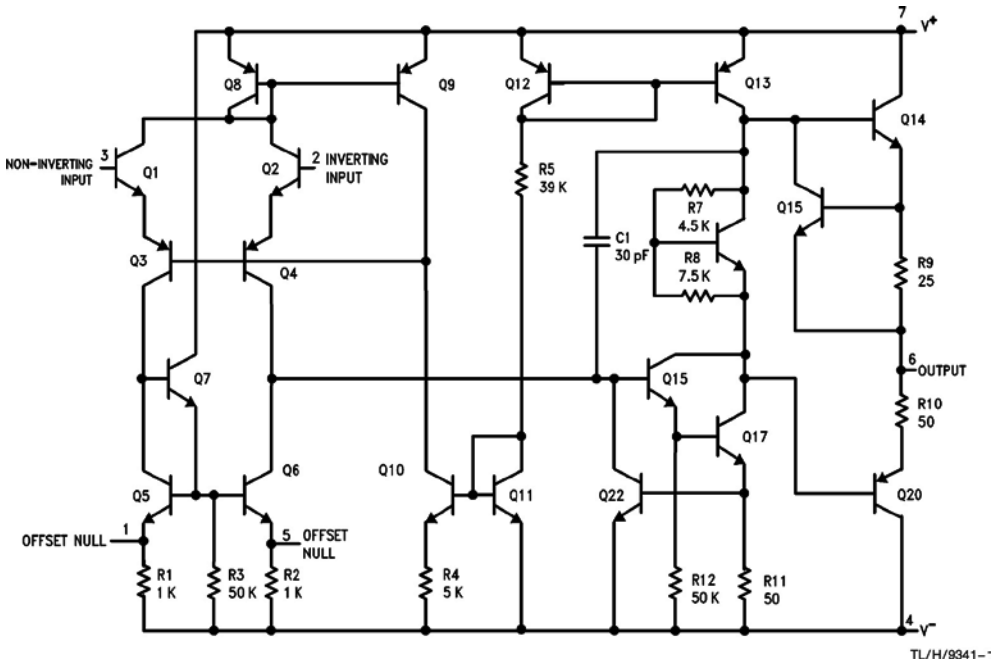 7
V+
Q8
Q9
Q12
Q13
Q14
NON-INVERTING
INPUT
3
Q1
Q2
2 INVERTING
INPUT
R5
39 K
Q15
R7
4.5 K
C1
30 pF
R8
7.5 K
R9
25
Q3
Q4
Q7
Q15
6
OUTPUT
R10
50
Q17
Q5
Q6
Q10
Q11
Q22
Q20
OFFSET NULL
1
5 OFFSET
NULL
R1
1 K
R3
50 K
R2
1 K
R4
5 K
R12
50 K
R11
50
4
V-
TL/H/9341-1